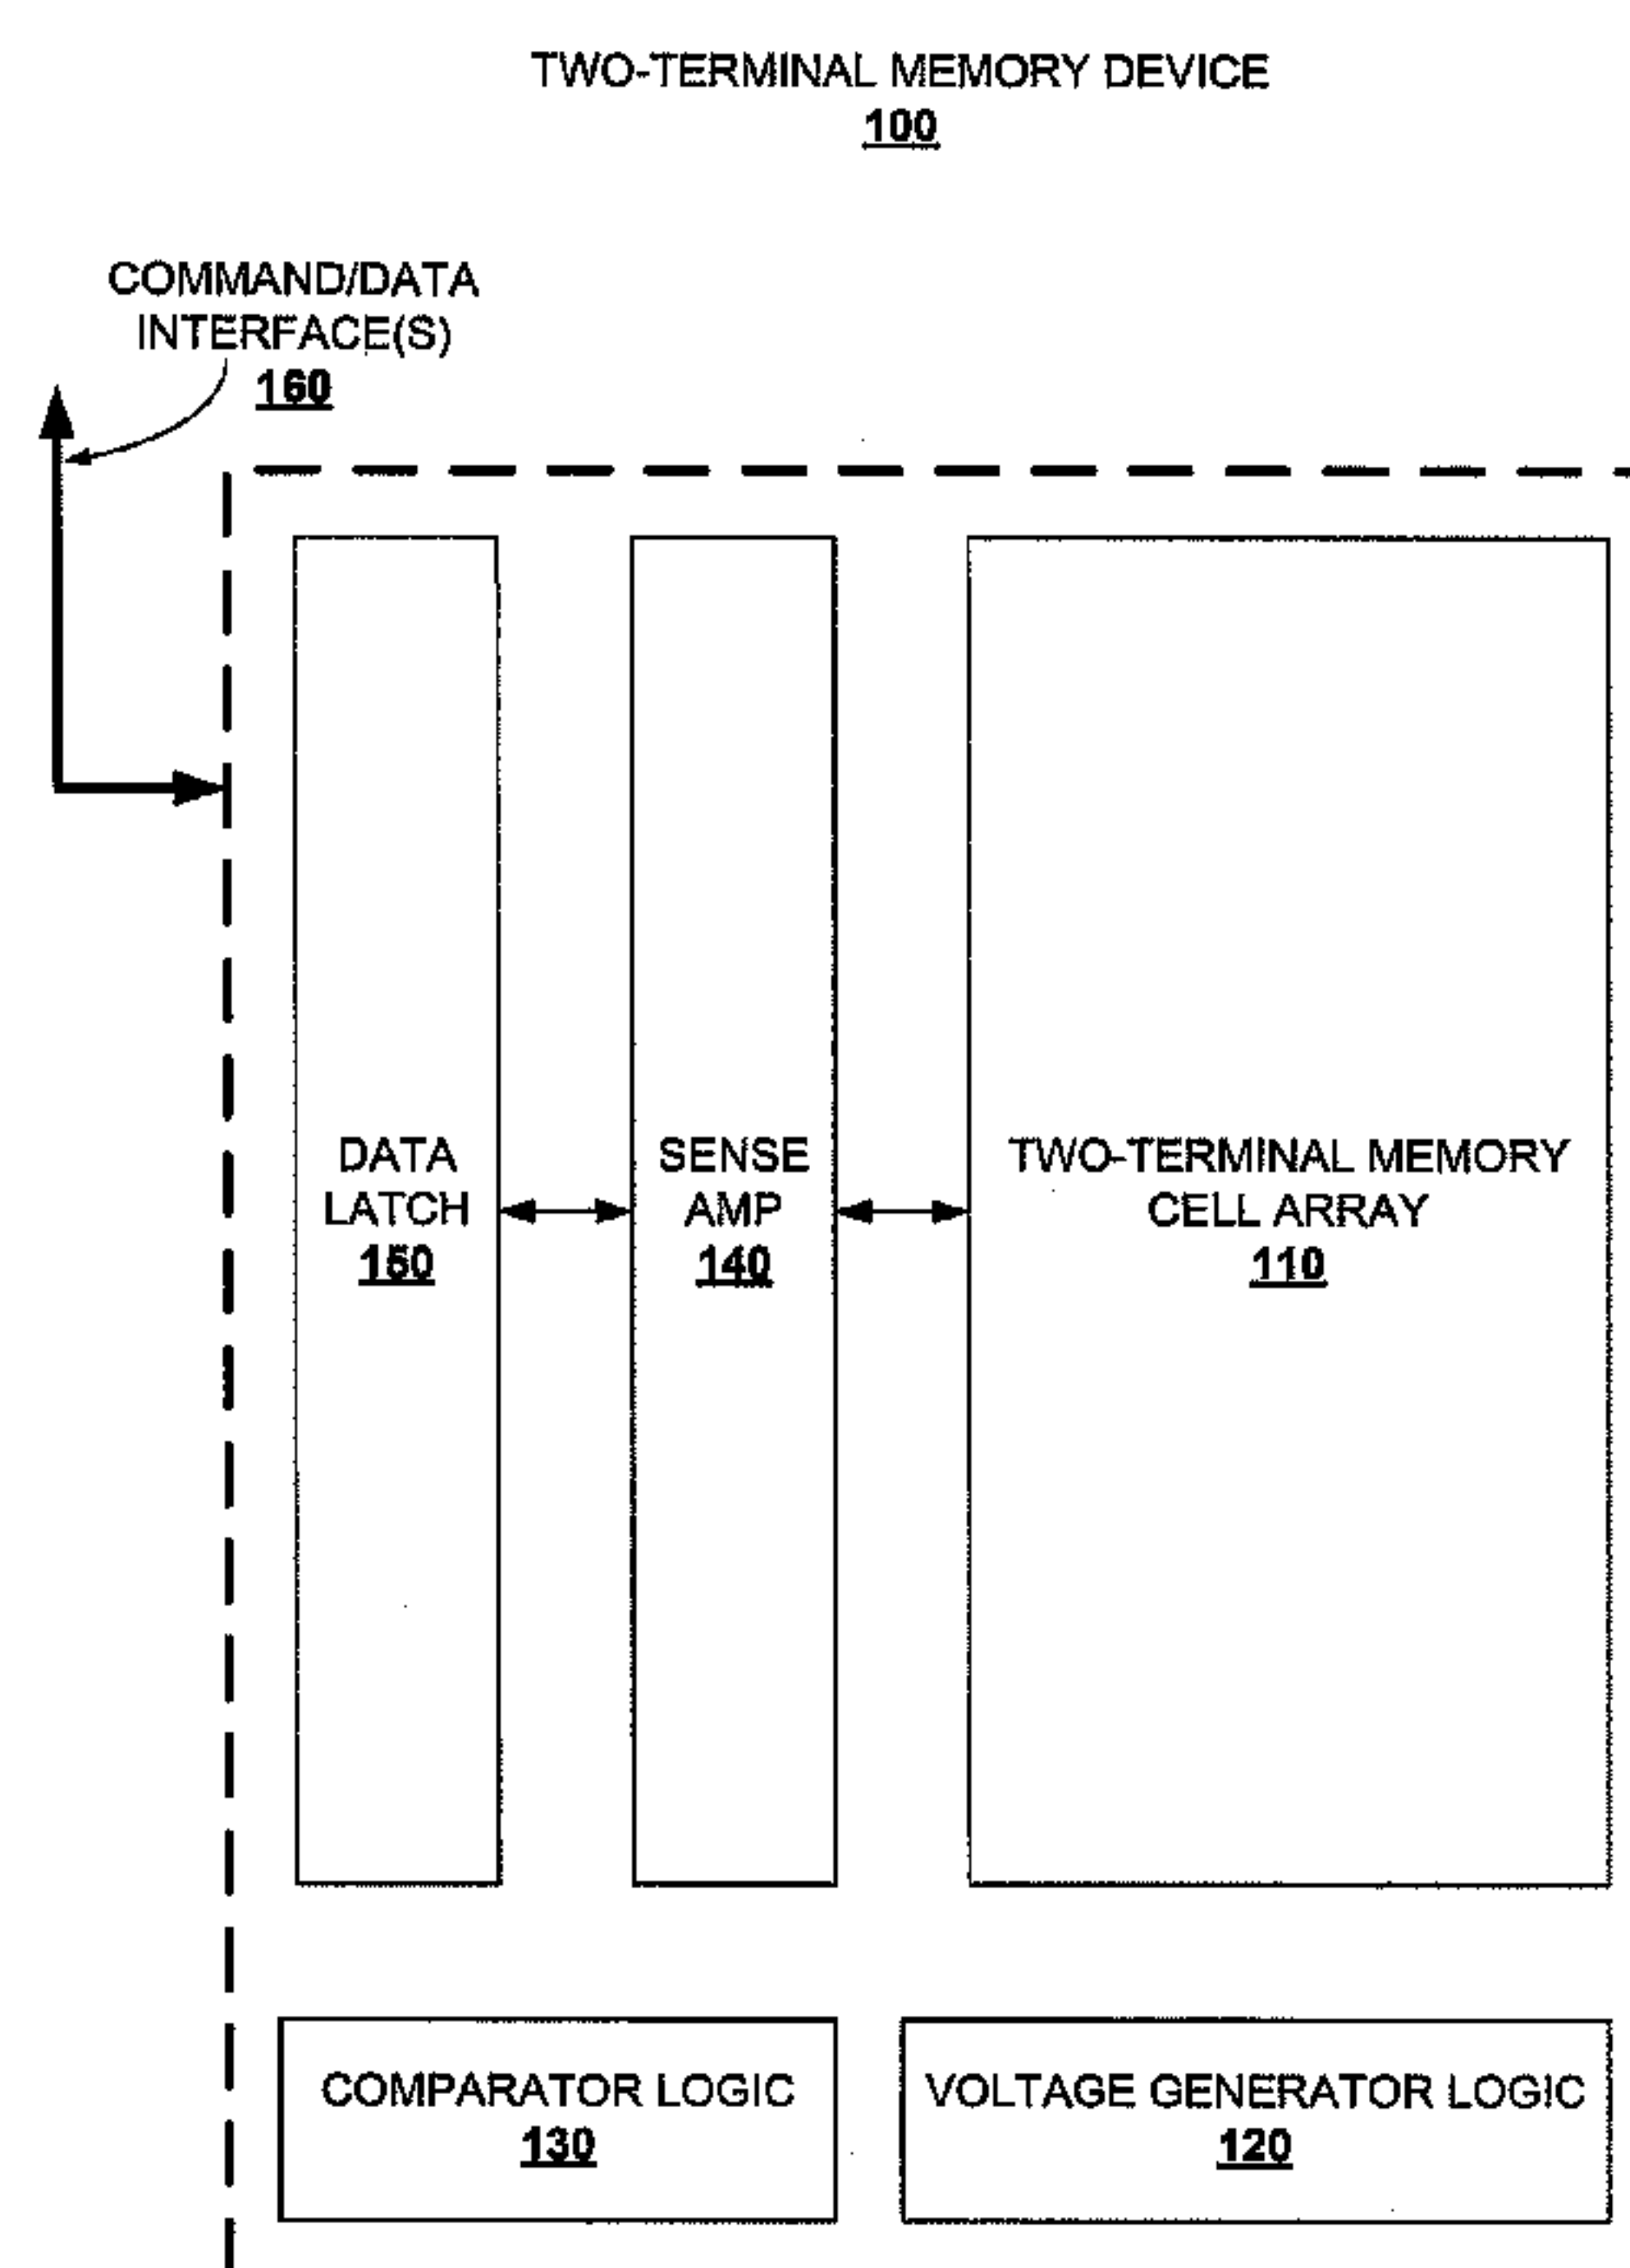 TWO-TERMINAL MEMORY DEVICE
100
COMMAND/DATA
INTERFACE(S)
160
DATA
LATCH
150
SENSE
AMP
140
TWO-TERMINAL MEMORY
CELL ARRAY
110
COMPARATOR LOGIC
130
VOLTAGE GENERATOR LOGIC
120